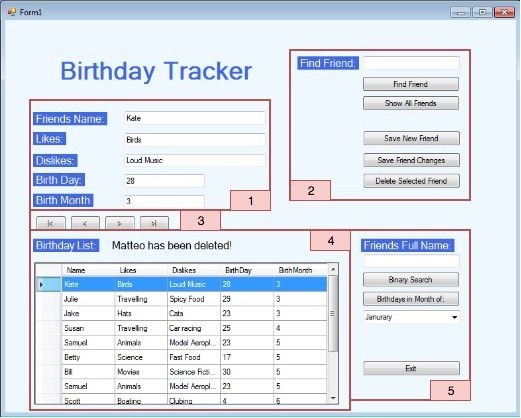 Form1
Birthday Tracker
Friends Name: Kate
Likes: Birds
Dislikes: Loud Music
Birth Day: 28
Birth Month 3
1
Find Friend:
Find Friend
Show All Friends
Save New Friend
Save Friend Changes
Delete Selected Friend
2
|< < > >| 3
Birthday List: Matteo has been deleted! 4
Name Likes Dislikes BirthDay BirthMonth
Kate Birds Loud Music 28 3
Julie Travelling Spicy Food 29 3
Jake Hats Cats 23 3
Susan Travelling Car racing 25 4
Samuel Animals Model Aeropl... 23 5
Betty Science Fast Food 17 5
Bill Movies Science Ficti... 30 5
Samuel Animals Model Aeropl... 23 5
Scott Boating Clubing 4 6
Friends Full Name:
Binary Search
Birthdays in Month of:
Janurary
Exit
5